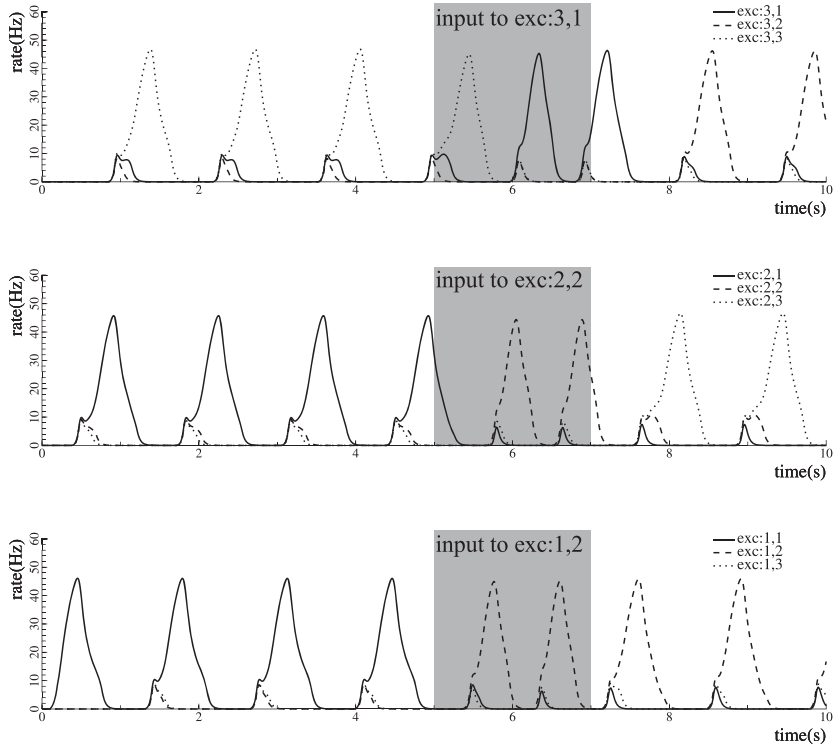 rate(Hz)
60
40
20
0
input to exc:3,1
exc:3,1
exc:3,2
exc:3,3
0 2 4 6 8 10
time(s)
rate(Hz)
0 10 20 30 40 50 60
input to exc:2,2
exc:2,1
exc:2,2
exc:2,3
0 2 4 6 8 10
time(s)
rate(Hz)
0 10 20 30 40 50 60
input to exc:1,2
exc:1,1
exc:1,2
exc:1,3
0 2 4 6 8 10
time(s)